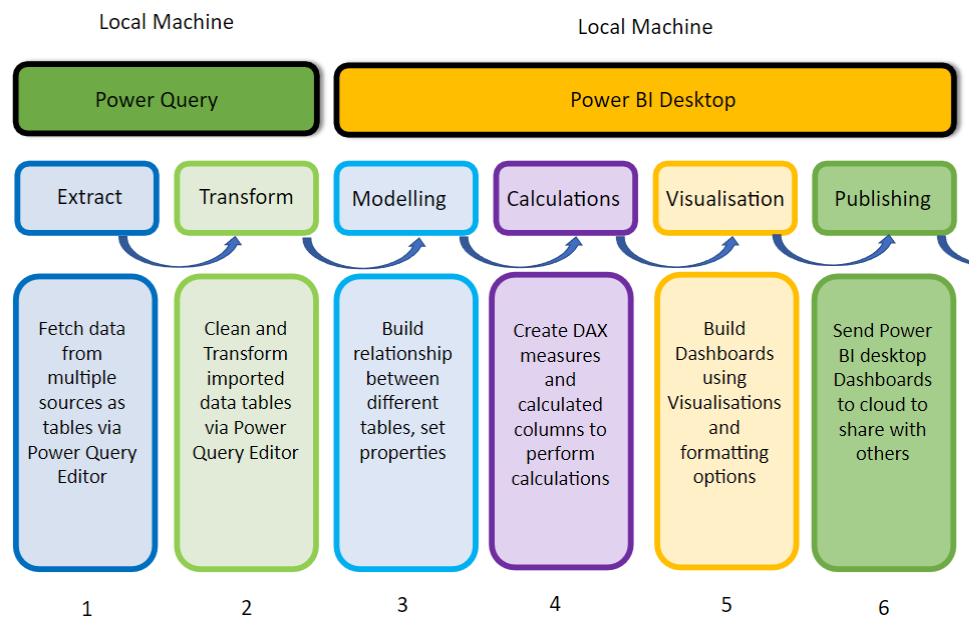 Local Machine
Local Machine
Power Query
Power BI Desktop
Extract
Transform
Modelling
Calculations
Visualisation
Publishing
Fetch data
from
multiple
sources as
tables via
Power Query
Editor
Clean and
Transform
imported
data tables
via Power
Query Editor
Build
relationship
between
different
tables, set
properties
Create DAX
measures
and
calculated
columns to
perform
calculations
Build
Dashboards
using
Visualisations
and
formatting
options
Send Power
BI desktop
Dashboards
to cloud to
share with
others
1
2
3
4
5
6